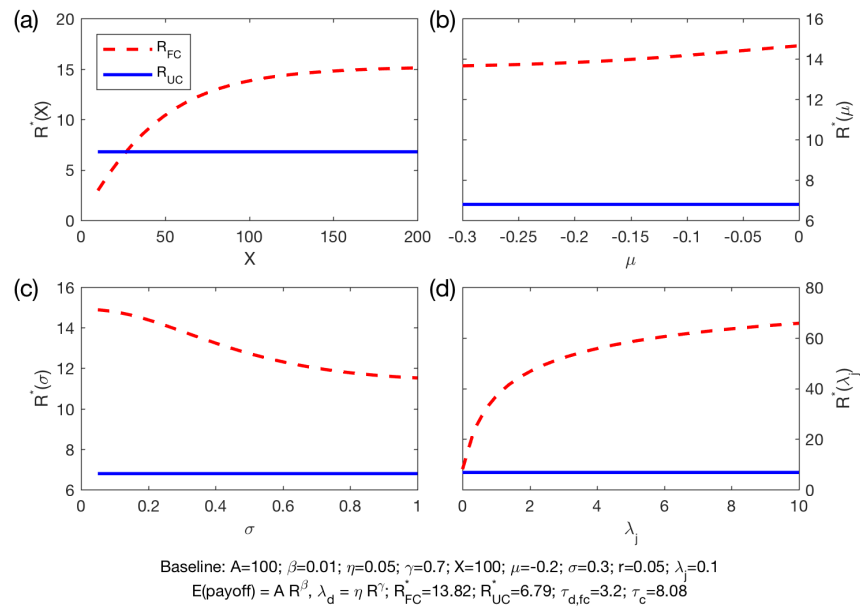 (a)
20
15
10
5
0
R*(X)
R_FC
R_UC
0 50 100 150 200
X
(b)
16
14
12
10
8
6
R*(μ)
-0.3 -0.25 -0.2 -0.15 -0.1 -0.05 0
μ
(c)
16
14
12
10
8
6
R*(σ)
0 0.2 0.4 0.6 0.8 1
σ
(d)
80
60
40
20
0
R*(λ_j)
0 2 4 6 8 10
λ_j
Baseline: A=100; β=0.01; η=0.05; γ=0.7; X=100; μ=-0.2; σ=0.3; r=0.05; λ_j=0.1
E(payoff) = A R^β, λ_d = η R^γ; R*_FC=13.82; R*_UC=6.79; τ_d,fc=3.2; τ_c=8.08